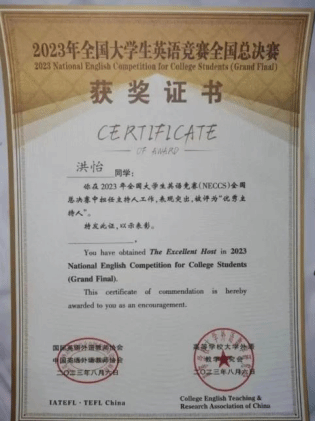 2023年全国大学生英语竞赛全国总决赛
2023 National English Competition for College Students (Grand Final)
获奖证书
CERTIFICATE
OF AWARD
洪怡 同学:
你在2023年全国大学生英语竞赛(NECCS)全国
总决赛中担任主持人工作,表现突出,被评为“优秀主
持人”。
特发此证,以示表彰。
You have obtained The Excellent Host in 2023
National English Competition for College Students
(Grand Final).
This certificate of commendation is hereby
awarded to you as an encouragement.
国际英语外语教师协会
中国英语外语教师协会
二〇二三年八月六日
高等学校大学外语
教学研究会
二〇二三年八月六日
IATEFL·TEFL China
College English Teaching &
Research Association of China